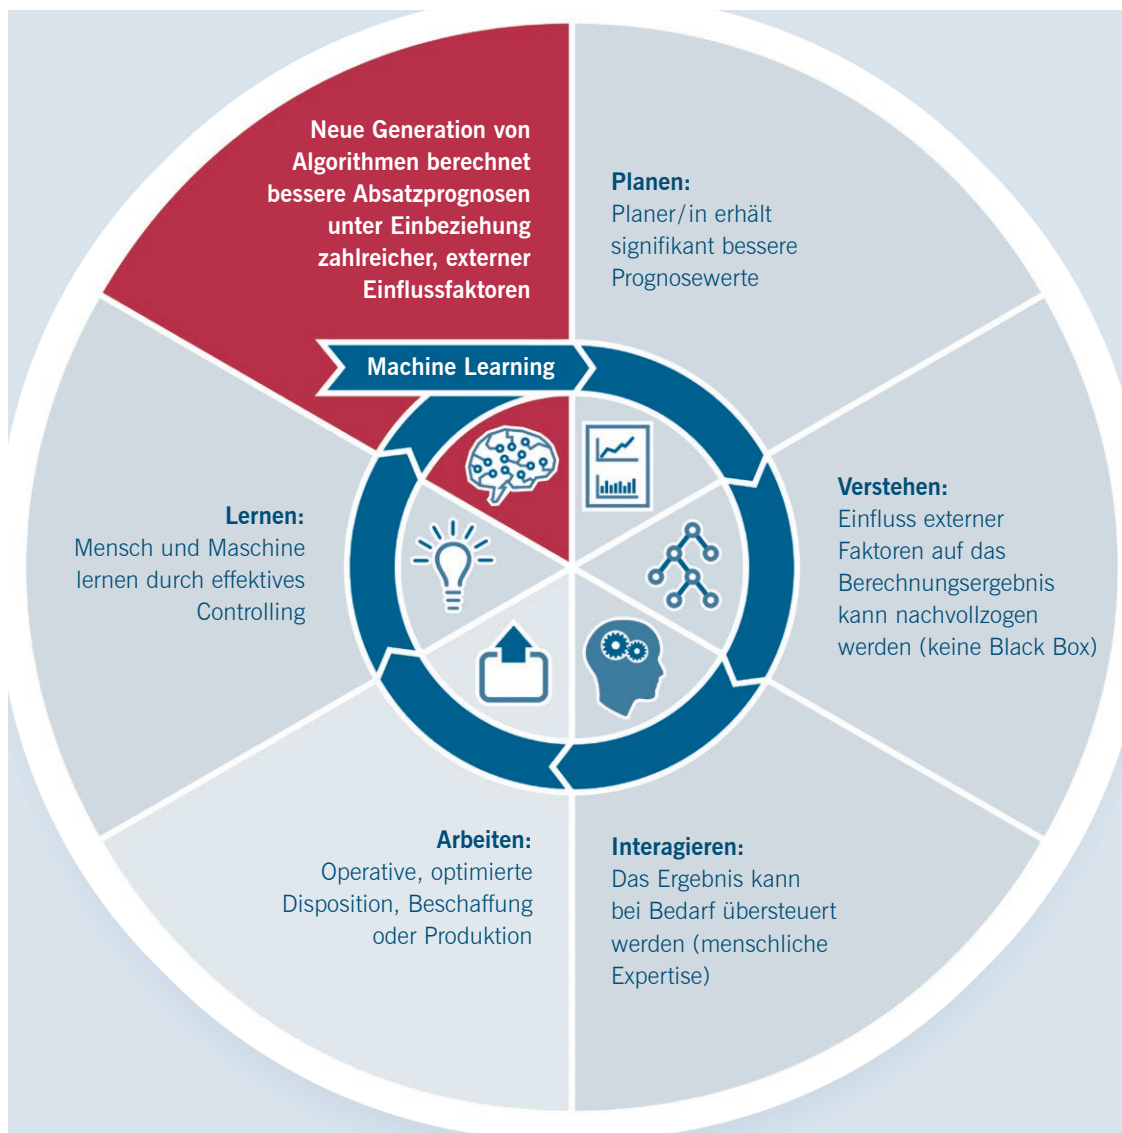 Neue Generation von
Algorithmen berechnet
bessere Absatzprognosen
unter Einbeziehung
zahlreicher, externer
Einflussfaktoren
Machine Learning
Planen:
Planer/in erhält
signifikant bessere
Prognosewerte
Verstehen:
Einfluss externer
Faktoren auf das
Berechnungsergebnis
kann nachvollzogen
werden (keine Black Box)
Interagieren:
Das Ergebnis kann
bei Bedarf übersteuert
werden (menschliche
Expertise)
Arbeiten:
Operative, optimierte
Disposition, Beschaffung
oder Produktion
Lernen:
Mensch und Maschine
lernen durch effektives
Controlling